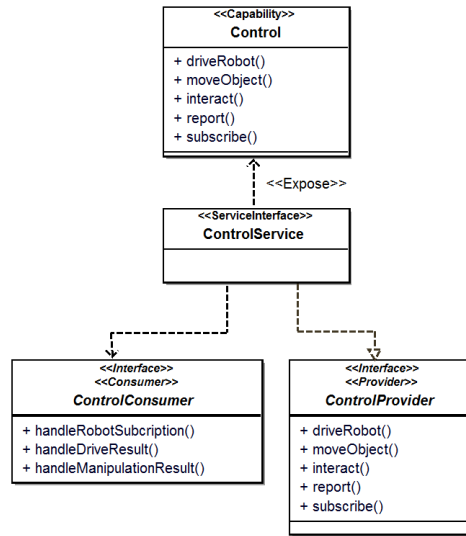 <<Capability>>
Control
+ driveRobot()
+ moveObject()
+ interact()
+ report()
+ subscribe()
<<Expose>>
<<ServiceInterface>>
ControlService
<<Interface>>
<<Consumer>>
ControlConsumer
+ handleRobotSubcription()
+ handleDriveResult()
+ handleManipulationResult()
<<Interface>>
<<Provider>>
ControlProvider
+ driveRobot()
+ moveObject()
+ interact()
+ report()
+ subscribe()